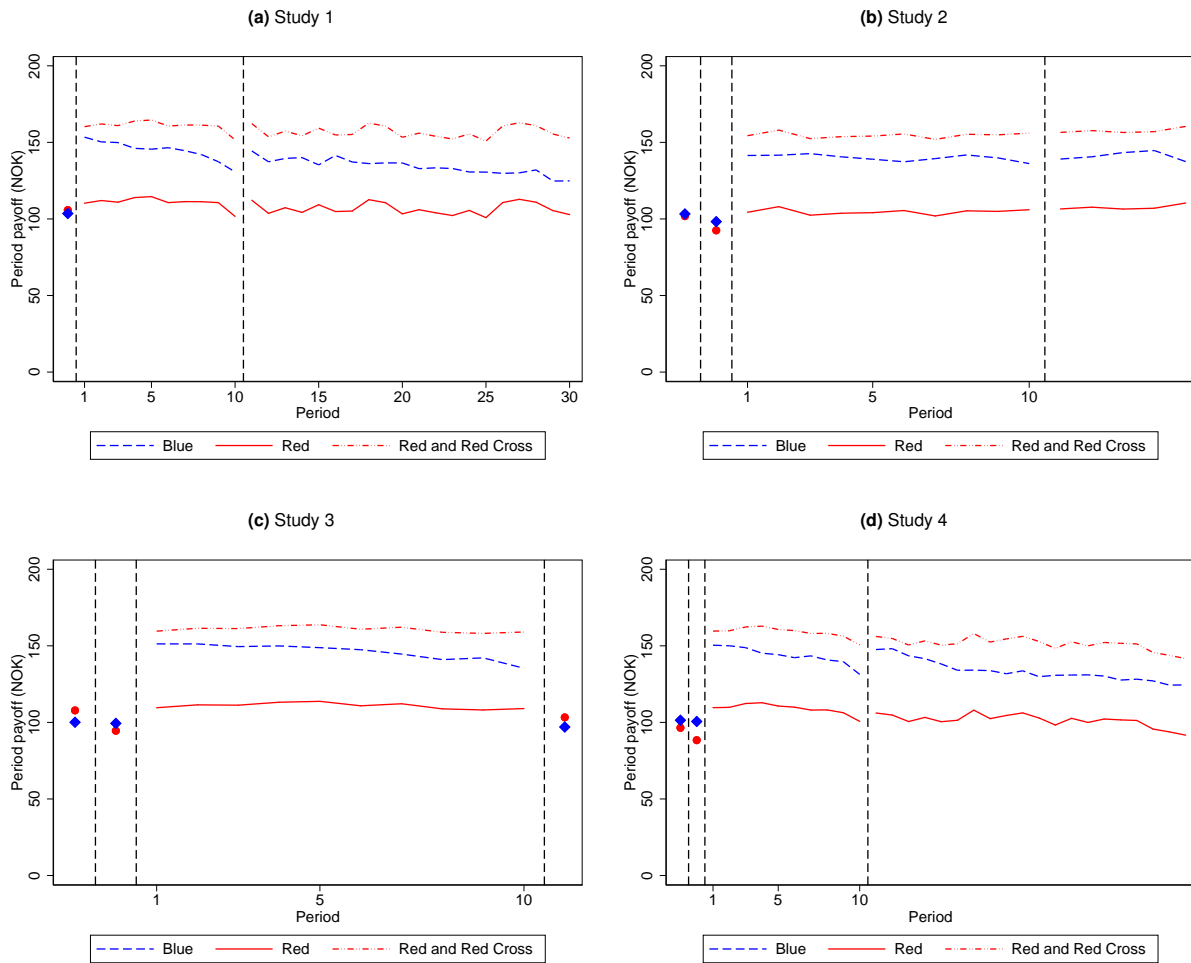 (a) Study 1
Period payoff (NOK)
200
150
100
50
0
1 5 10 15 20 25 30
Period
Blue Red Red and Red Cross
(b) Study 2
Period payoff (NOK)
200
150
100
50
0
1 5 10
Period
Blue Red Red and Red Cross
(c) Study 3
Period payoff (NOK)
200
150
100
50
0
1 5 10
Period
Blue Red Red and Red Cross
(d) Study 4
Period payoff (NOK)
200
150
100
50
0
1 5 10
Period
Blue Red Red and Red Cross